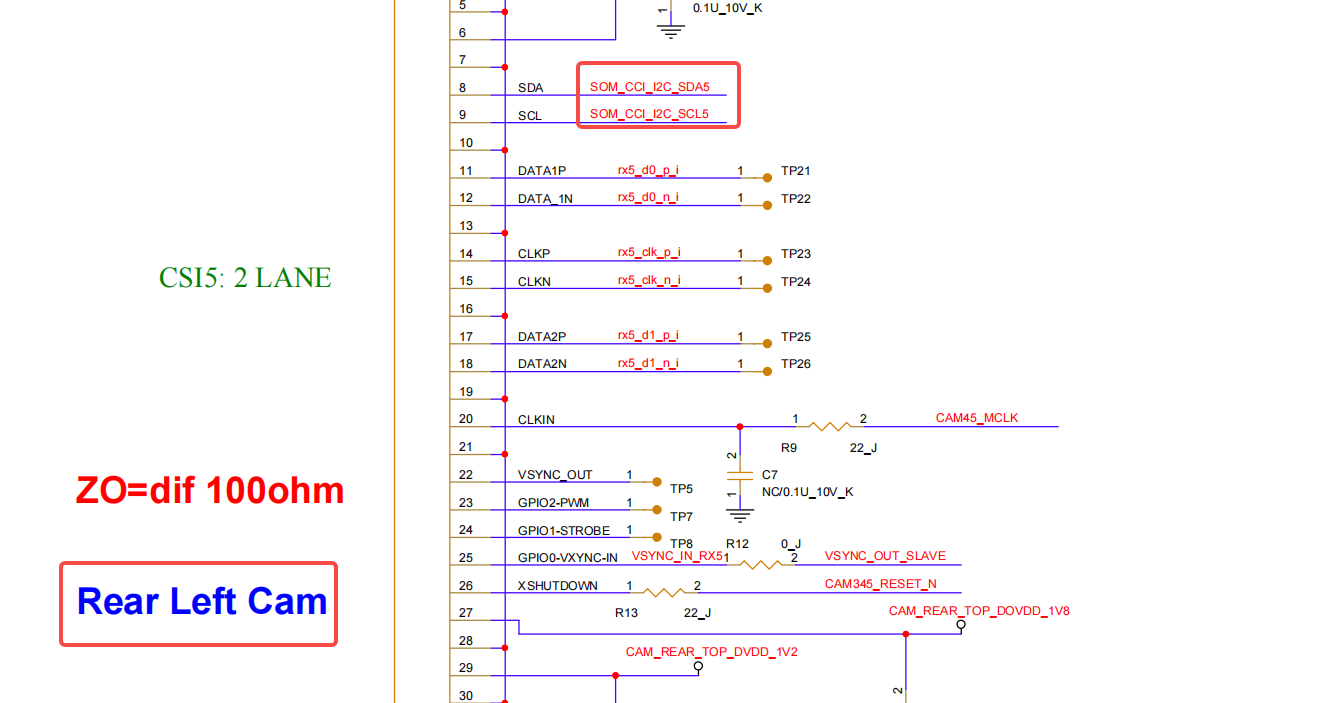 5
0.1U_10V_K
1
6
7
8 SDA SOM_CCI_I2C_SDA5
9 SCL SOM_CCI_I2C_SCL5
10
11 DATA1P rx5_d0_p_i 1 TP21
12 DATA_1N rx5_d0_n_i 1 TP22
13
14 CLKP rx5_clk_p_i 1 TP23
CSI5: 2 LANE
15 CLKN rx5_clk_n_i 1 TP24
16
17 DATA2P rx5_d1_p_i 1 TP25
18 DATA2N rx5_d1_n_i 1 TP26
19
20 CLKIN 1 2 CAM45_MCLK
R9 22_J
21
2
22 VSYNC_OUT 1 TP5
C7
NC/0.1U_10V_K
1
ZO=dif 100ohm
23 GPIO2-PWM 1 TP7
24 GPIO1-STROBE 1 TP8
R12 0_J
25 GPIO0-VXYNC-IN VSYNC_IN_RX5 1 2 VSYNC_OUT_SLAVE
26 XSHUTDOWN 1 2 CAM345_RESET_N
R13 22_J
Rear Left Cam
27 CAM_REAR_TOP_DOVDD_1V8
28
CAM_REAR_TOP_DVDD_1V2
29
30
2